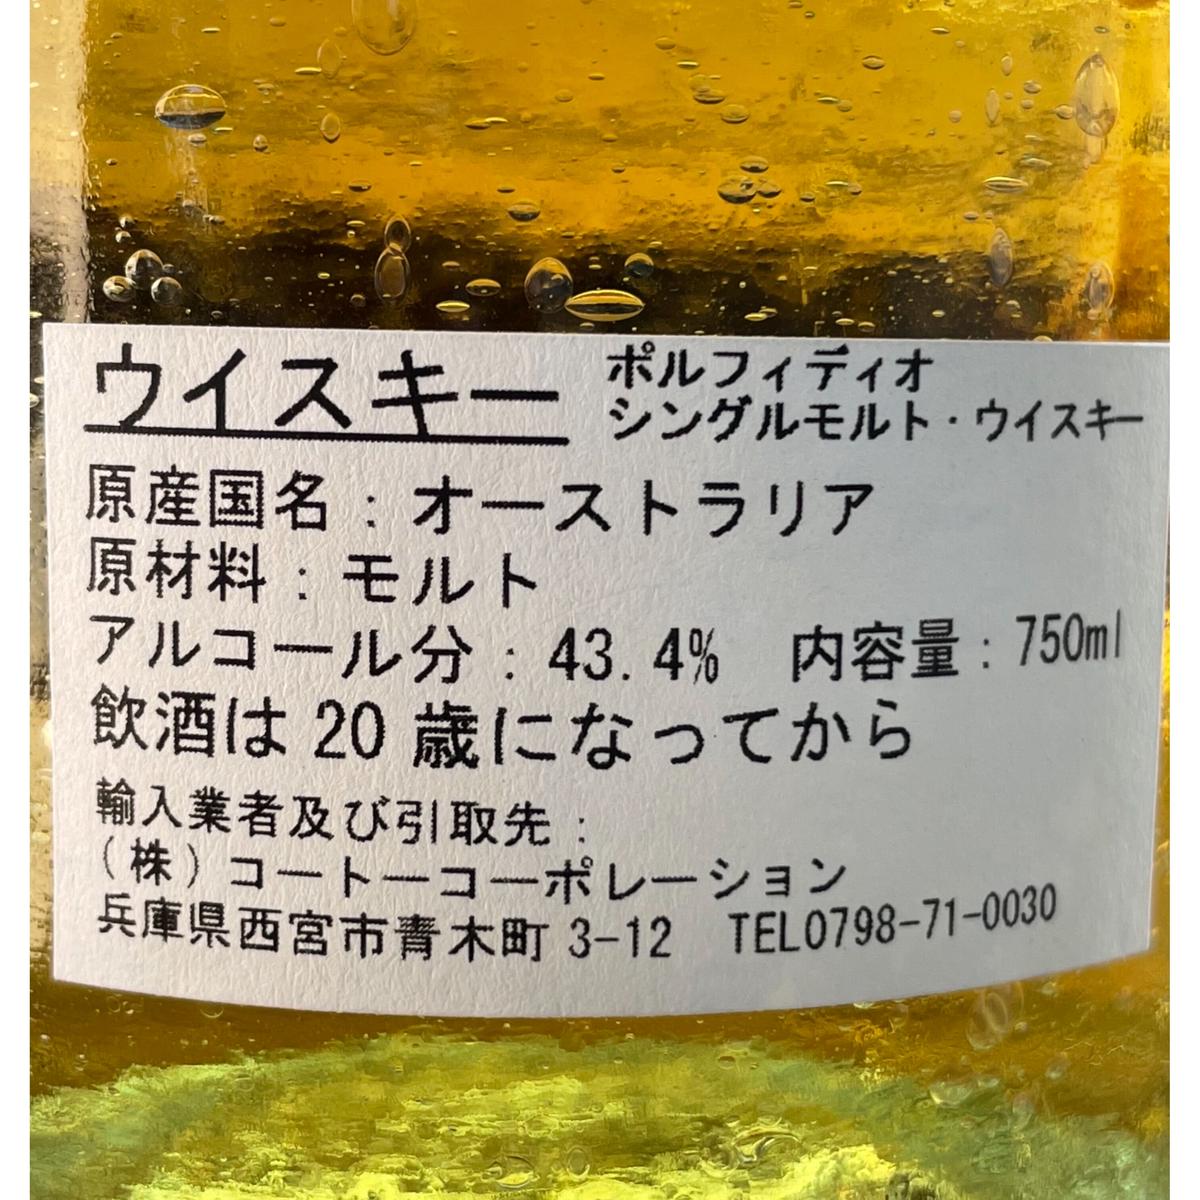 ウイスキー ポルフィディオ
シングルモルト・ウイスキー
原産国名：オーストラリア
原材料：モルト
アルコール分：43.4% 内容量：750ml
飲酒は20歳になってから
輸入業者及び引取先：
（株）コートーコーポレーション
兵庫県西宮市青木町 3-12 TEL0798-71-0030